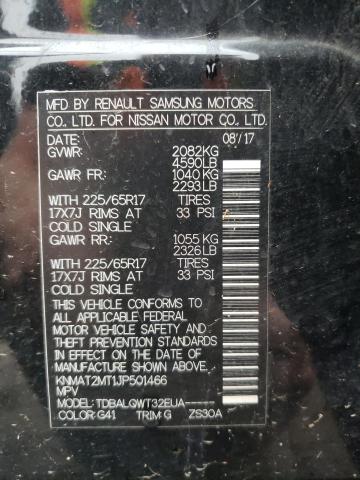 MFD BY RENAULT SAMSUNG MOTORS
CO., LTD. FOR NISSAN MOTOR CO., LTD.
DATE: 08/17
GVWR: 2082KG
4590LB
GAWR FR: 1040 KG
2293LB
WITH 225/65R17 TIRES
17X7J RIMS AT 33 PSI
COLD SINGLE
GAWR RR: 1055 KG
2326LB
WITH 225/65R17 TIRES
17X7J RIMS AT 33 PSI
COLD SINGLE
THIS VEHICLE CONFORMS TO
ALL APPLICABLE FEDERAL
MOTOR VEHICLE SAFETY AND
THEFT PREVENTION STANDARDS
IN EFFECT ON THE DATE OF
MANUFACTURE SHOWN ABOVE.
KNMAT2MT1JP501466
MPV
MODEL: TDBALQWT32EUA-----
COLOR: G41 TRIM: G ZS30A